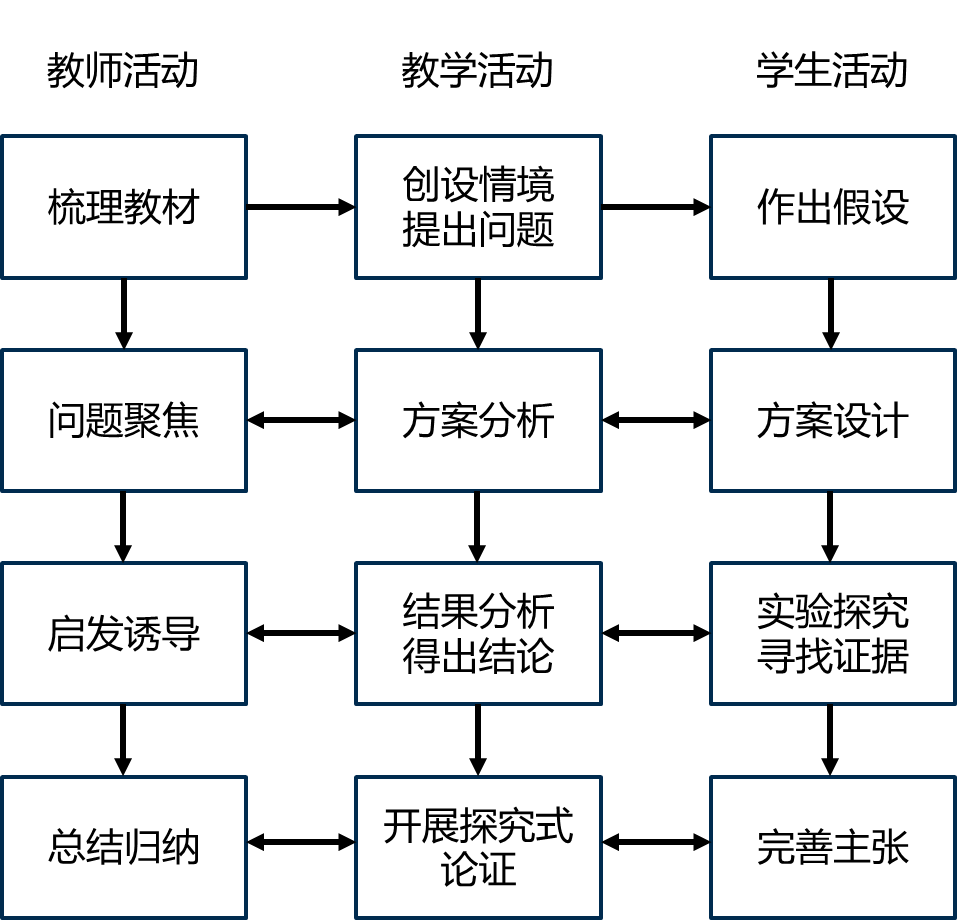 教师活动
教学活动
学生活动
梳理教材
创设情境
提出问题
作出假设
问题聚焦
方案分析
方案设计
启发诱导
结果分析
得出结论
实验探究
寻找证据
总结归纳
开展探究式
论证
完善主张